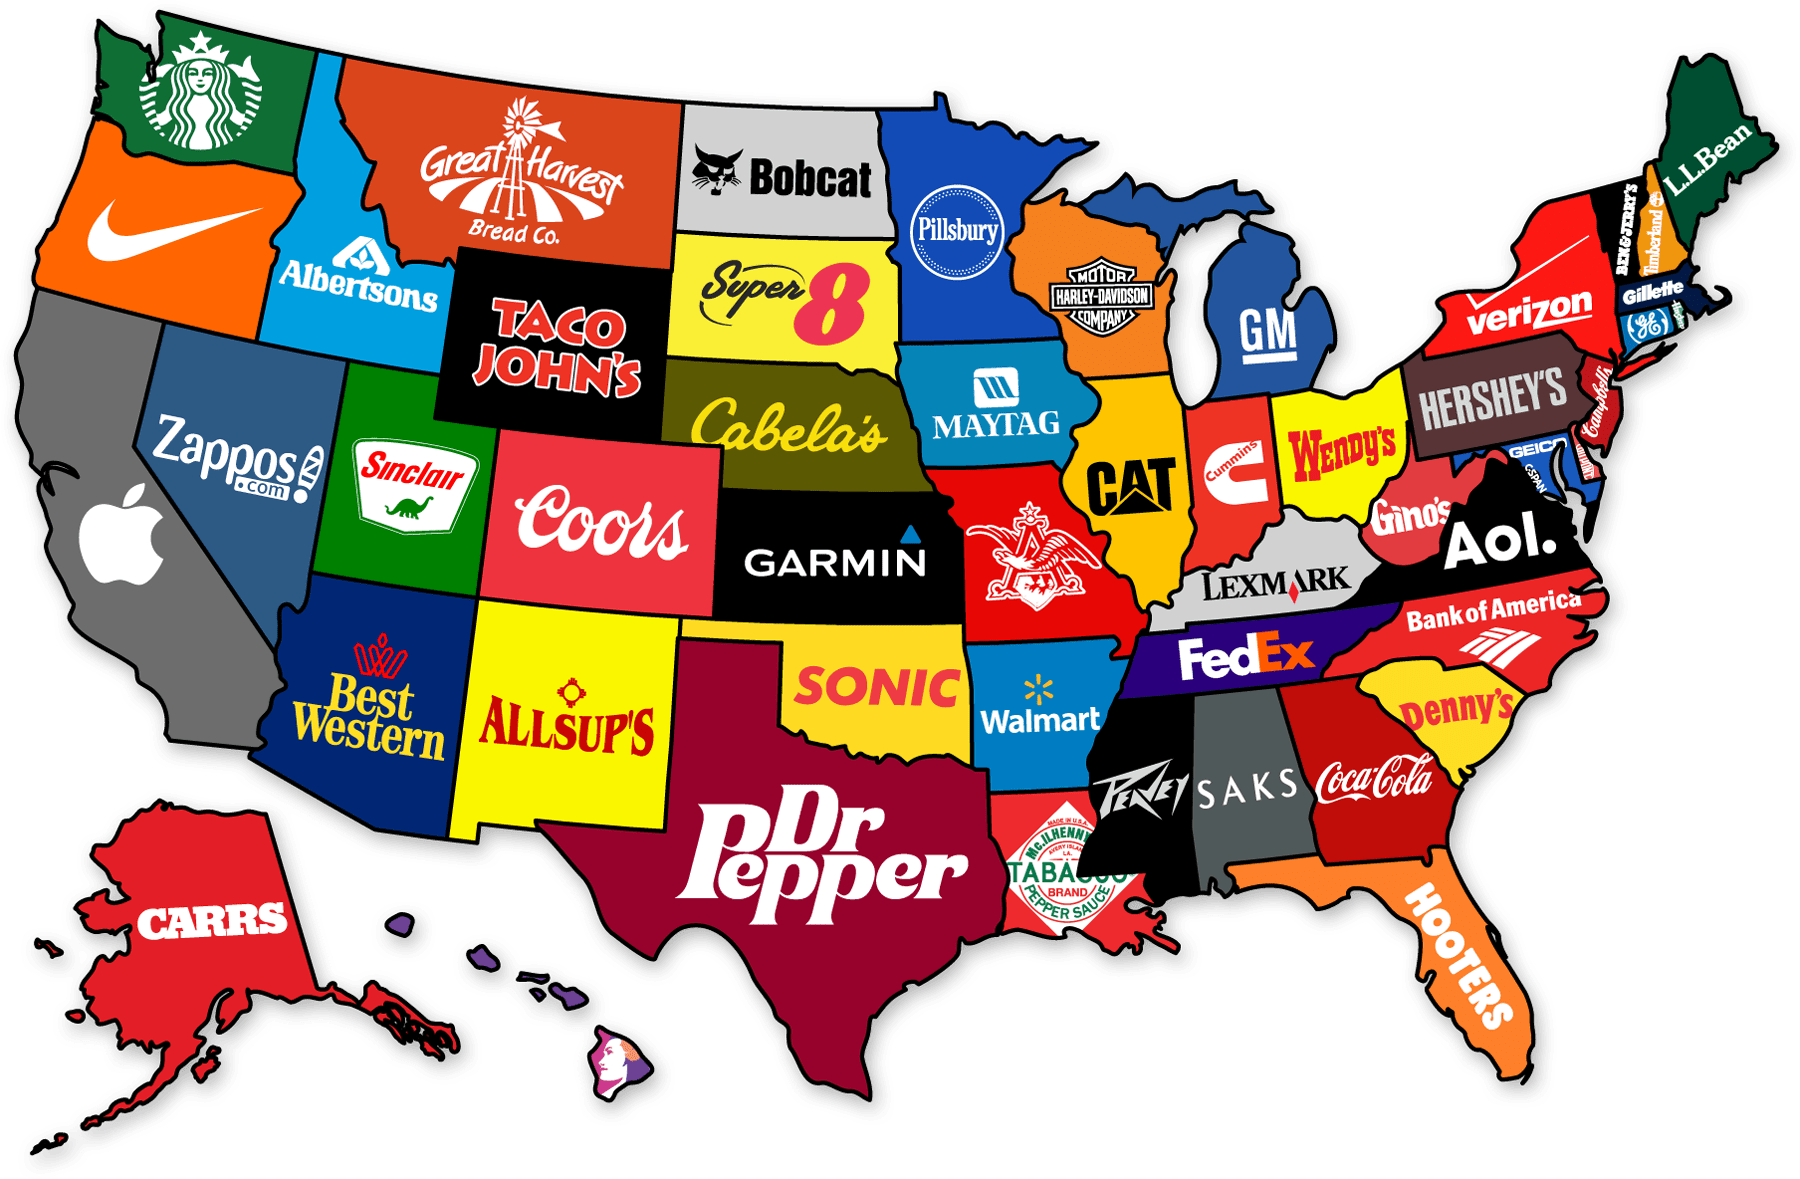 Great Harvest
Bread Co.
Bobcat
Pillsbury
L.L.Bean
BEN & JERRY'S
Timberland
Albertsons
TACO
JOHN'S
Super
8
MOTOR
HARLEY-DAVIDSON
COMPANY
GM
verizon
Gillette
GE
Zappos
.com
Sinclair
Cabela's
MAYTAG
CAT
Cummins
C
Wendy's
HERSHEY'S
Campbell's
GEICO
C-SPAN
Coors
GARMIN
A
LEXMARK
Gino's
Aol.
Best
Western
ALLSUP'S
SONIC
Walmart
FedEx
Bank of America
Denny's
Dr
Pepper
PEAVEY
SAKS
Coca-Cola
MADE IN U.S.A.
McILHENNY
AVERY ISLAND
LA.
TABASCO
BRAND
PEPPER SAUCE
HOOTERS
CARRS